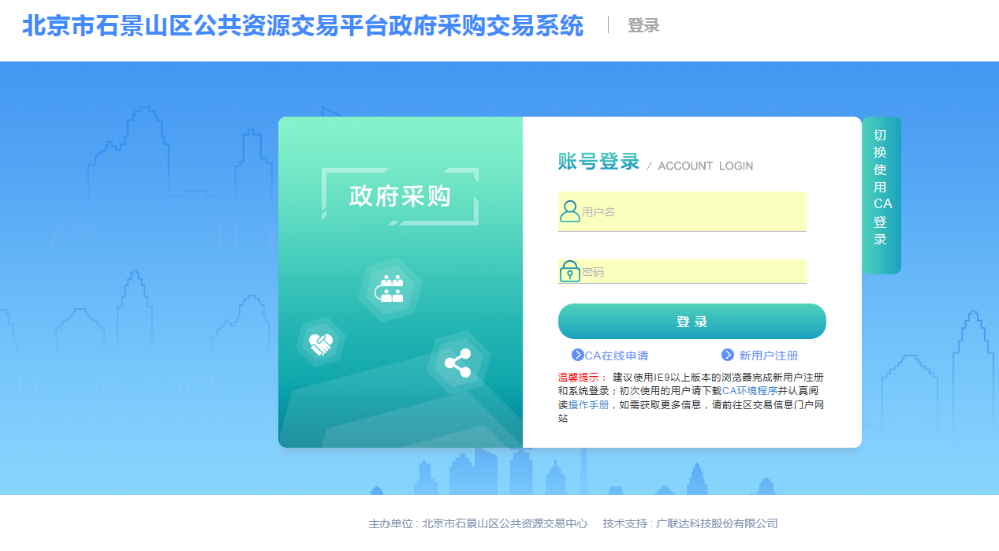 北京市石景山区公共资源交易平台政府采购交易系统 | 登录
政府采购
账号登录 / ACCOUNT LOGIN
用户名
密码
登 录
CA在线申请 新用户注册
温馨提示： 建议使用IE9以上版本的浏览器完成新用户注册
和系统登录；初次使用的用户请下载CA环境程序并认真阅
读操作手册，如需获取更多信息，请前往区交易信息门户网
站
切
换
使
用
CA
登
录
主办单位 : 北京市石景山区公共资源交易中心 技术支持 : 广联达科技股份有限公司